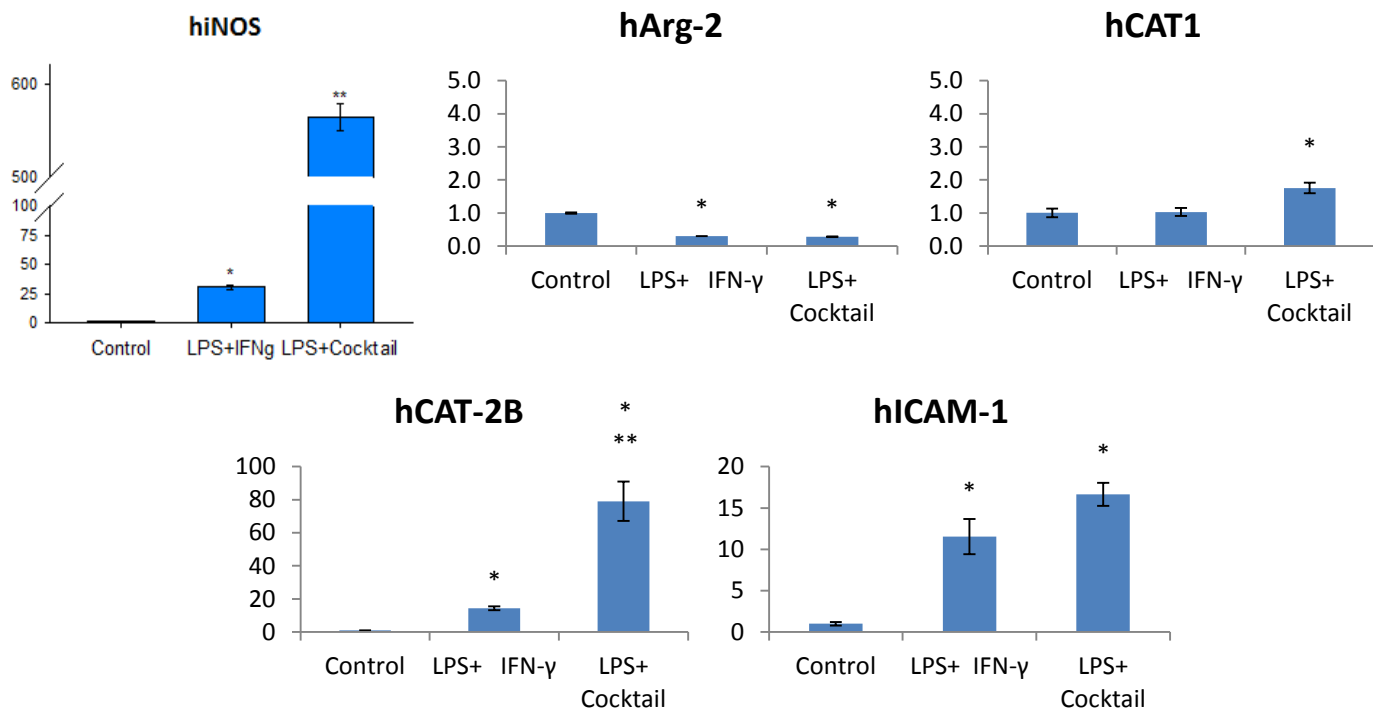 hiNOS
600
500
100
75
50
25
0
*
**
Control LPS+IFNg LPS+Cocktail
hArg-2
5.0
4.0
3.0
2.0
1.0
0.0
* *
Control LPS+ IFN-γ LPS+
Cocktail
hCAT1
5.0
4.0
3.0
2.0
1.0
0.0
*
Control LPS+ IFN-γ LPS+
Cocktail
hCAT-2B
100
80
60
40
20
0
*
*
**
Control LPS+ IFN-γ LPS+
Cocktail
hICAM-1
20
15
10
5
0
* *
Control LPS+ IFN-γ LPS+
Cocktail